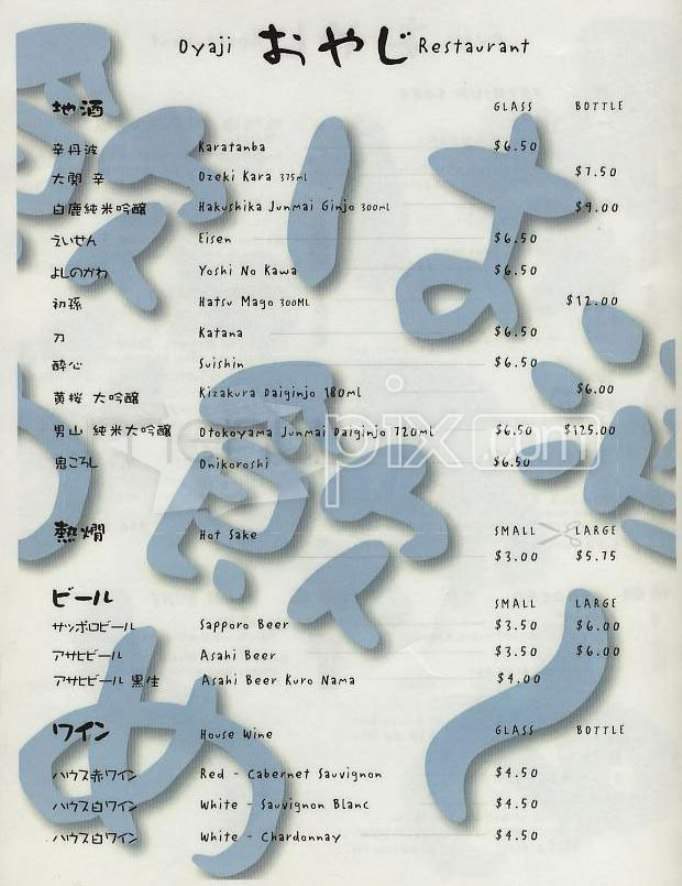 Oyaji おやじ Restaurant
地酒 GLASS BOTTLE
辛丹波 Karatanba $6.50
大関 辛 Ozeki Kara 375ml $7.50
白鹿純米吟醸 Hakushika Junmai Ginjo 300ml $9.00
えいせん Eisen $6.50
よしのがわ Yoshi No Kawa $6.50
初孫 Hatsu Mago 300ML $12.00
刀 Katana $6.50
酔心 Suishin $6.50
黄桜 大吟醸 Kizakura Daiginjo 180ml $6.00
男山 純米大吟醸 Otokoyama Junmai Daiginjo 720ml $6.50 $125.00
鬼ころし Onikoroshi $6.50
熱燗 Hot Sake SMALL LARGE
$3.00 $5.75
ビール SMALL LARGE
サッポロビール Sapporo Beer $3.50 $6.00
アサヒビール Asahi Beer $3.50 $6.00
アサヒビール 黒生 Asahi Beer Kuro Nama $4.00
ワイン House Wine GLASS BOTTLE
ハウス赤ワイン Red - Cabernet Sauvignon $4.50
ハウス白ワイン White - Sauvignon Blanc $4.50
ハウス白ワイン White - Chardonnay $4.50